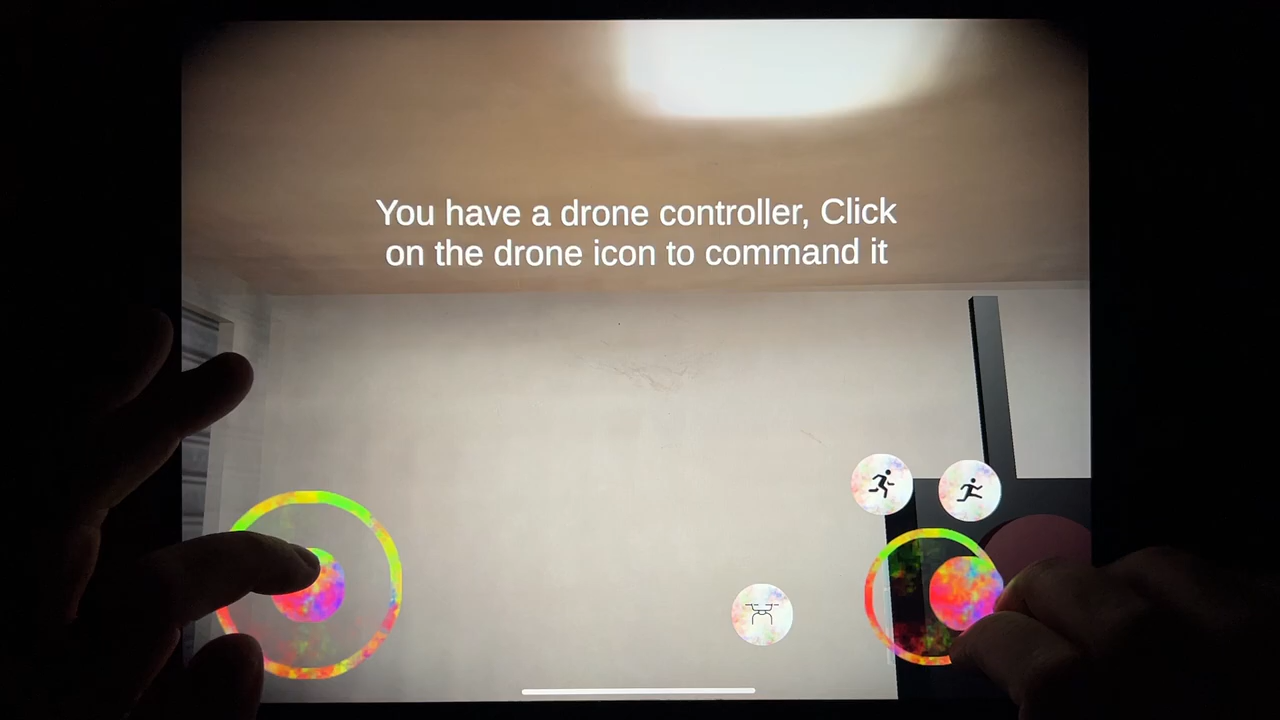 You have a drone controller, Click
on the drone icon to command it